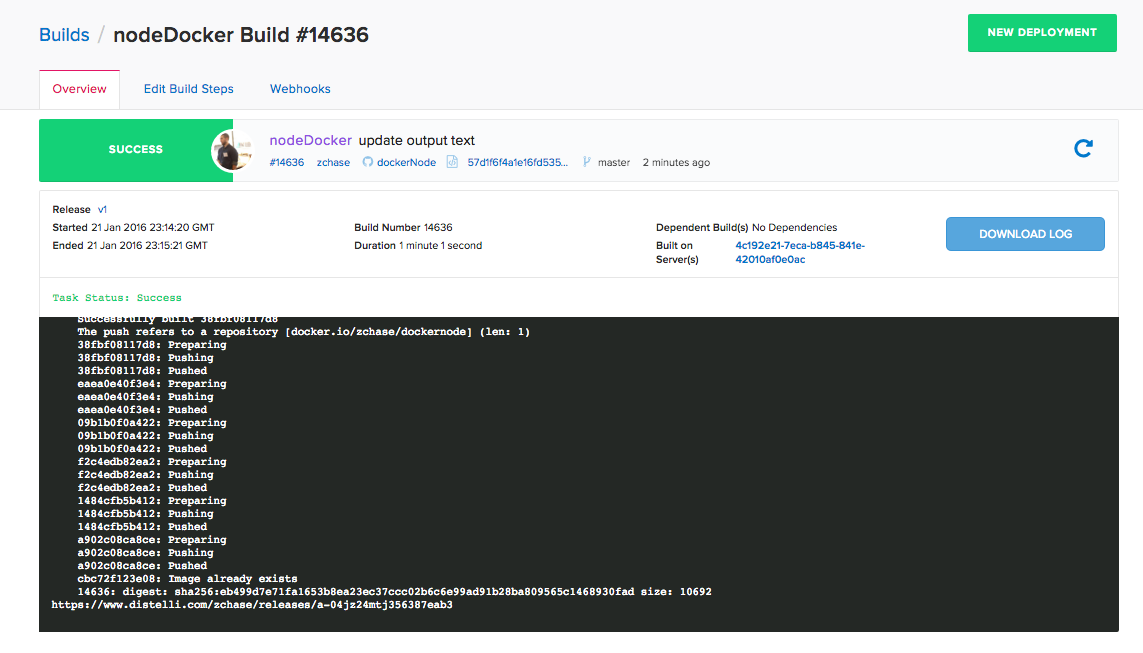 Builds / nodeDocker Build #14636
NEW DEPLOYMENT
Overview Edit Build Steps Webhooks
SUCCESS
nodeDocker update output text
#14636 zchase dockerNode 57d1f6f4a1e16fd535... master 2 minutes ago
Release v1
Started 21 Jan 2016 23:14:20 GMT
Ended 21 Jan 2016 23:15:21 GMT
Build Number 14636
Duration 1 minute 1 second
Dependent Build(s) No Dependencies
Built on Server(s) 4c192e21-7eca-b845-841e-
42010af0e0ac
DOWNLOAD LOG
Task Status: Success
Successfully built 38fbf08117d8
The push refers to a repository [docker.io/zchase/dockernode] (len: 1)
38fbf08117d8: Preparing
38fbf08117d8: Pushing
38fbf08117d8: Pushed
eaea0e40f3e4: Preparing
eaea0e40f3e4: Pushing
eaea0e40f3e4: Pushed
09b1b0f0a422: Preparing
09b1b0f0a422: Pushing
09b1b0f0a422: Pushed
f2c4edb82ea2: Preparing
f2c4edb82ea2: Pushing
f2c4edb82ea2: Pushed
1484cfb5b412: Preparing
1484cfb5b412: Pushing
1484cfb5b412: Pushed
a902c08ca8ce: Preparing
a902c08ca8ce: Pushing
a902c08ca8ce: Pushed
cbc72f123e08: Image already exists
14636: digest: sha256:eb499d7e71fa1653b8ea23ec37ccc02b6c6e99ad91b28ba809565c1468930fad size: 10692
https://www.distelli.com/zchase/releases/a-04jz24mtj356387eab3